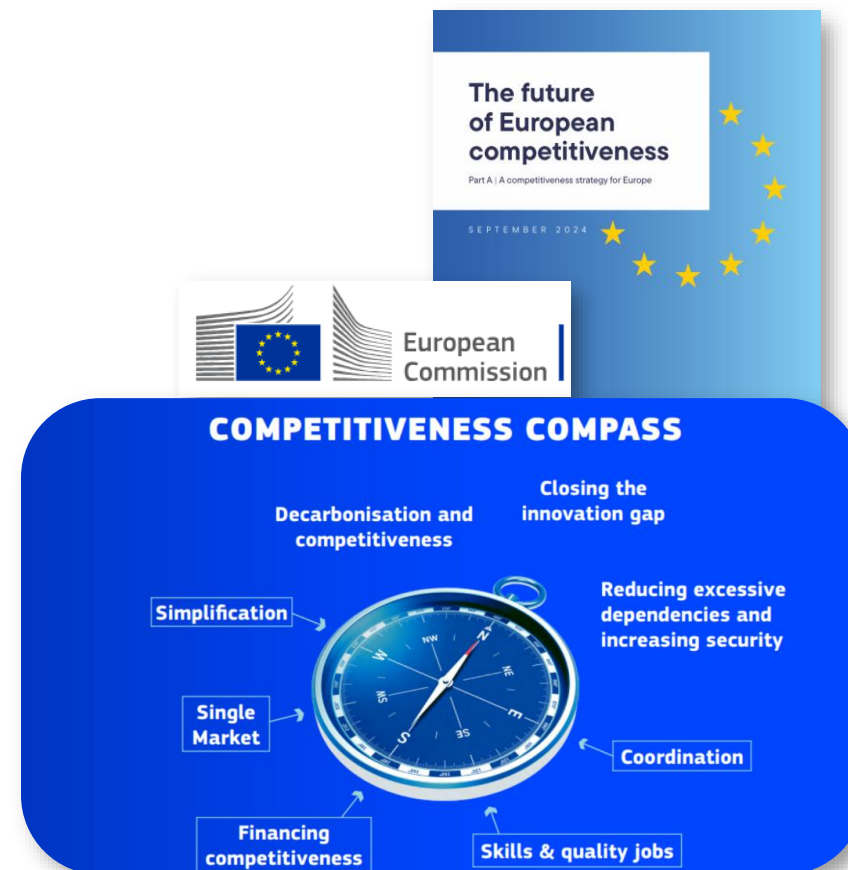 The future
of European
competitiveness
Part A | A competitiveness strategy for Europe
SEPTEMBER 2024
European
Commission
COMPETITIVENESS COMPASS
Closing the
innovation gap
Decarbonisation and
competitiveness
Reducing excessive
dependencies and
increasing security
Simplification
Single
Market
Coordination
Financing
competitiveness
Skills & quality jobs
N
NE
E
SE
S
SW
W
NW